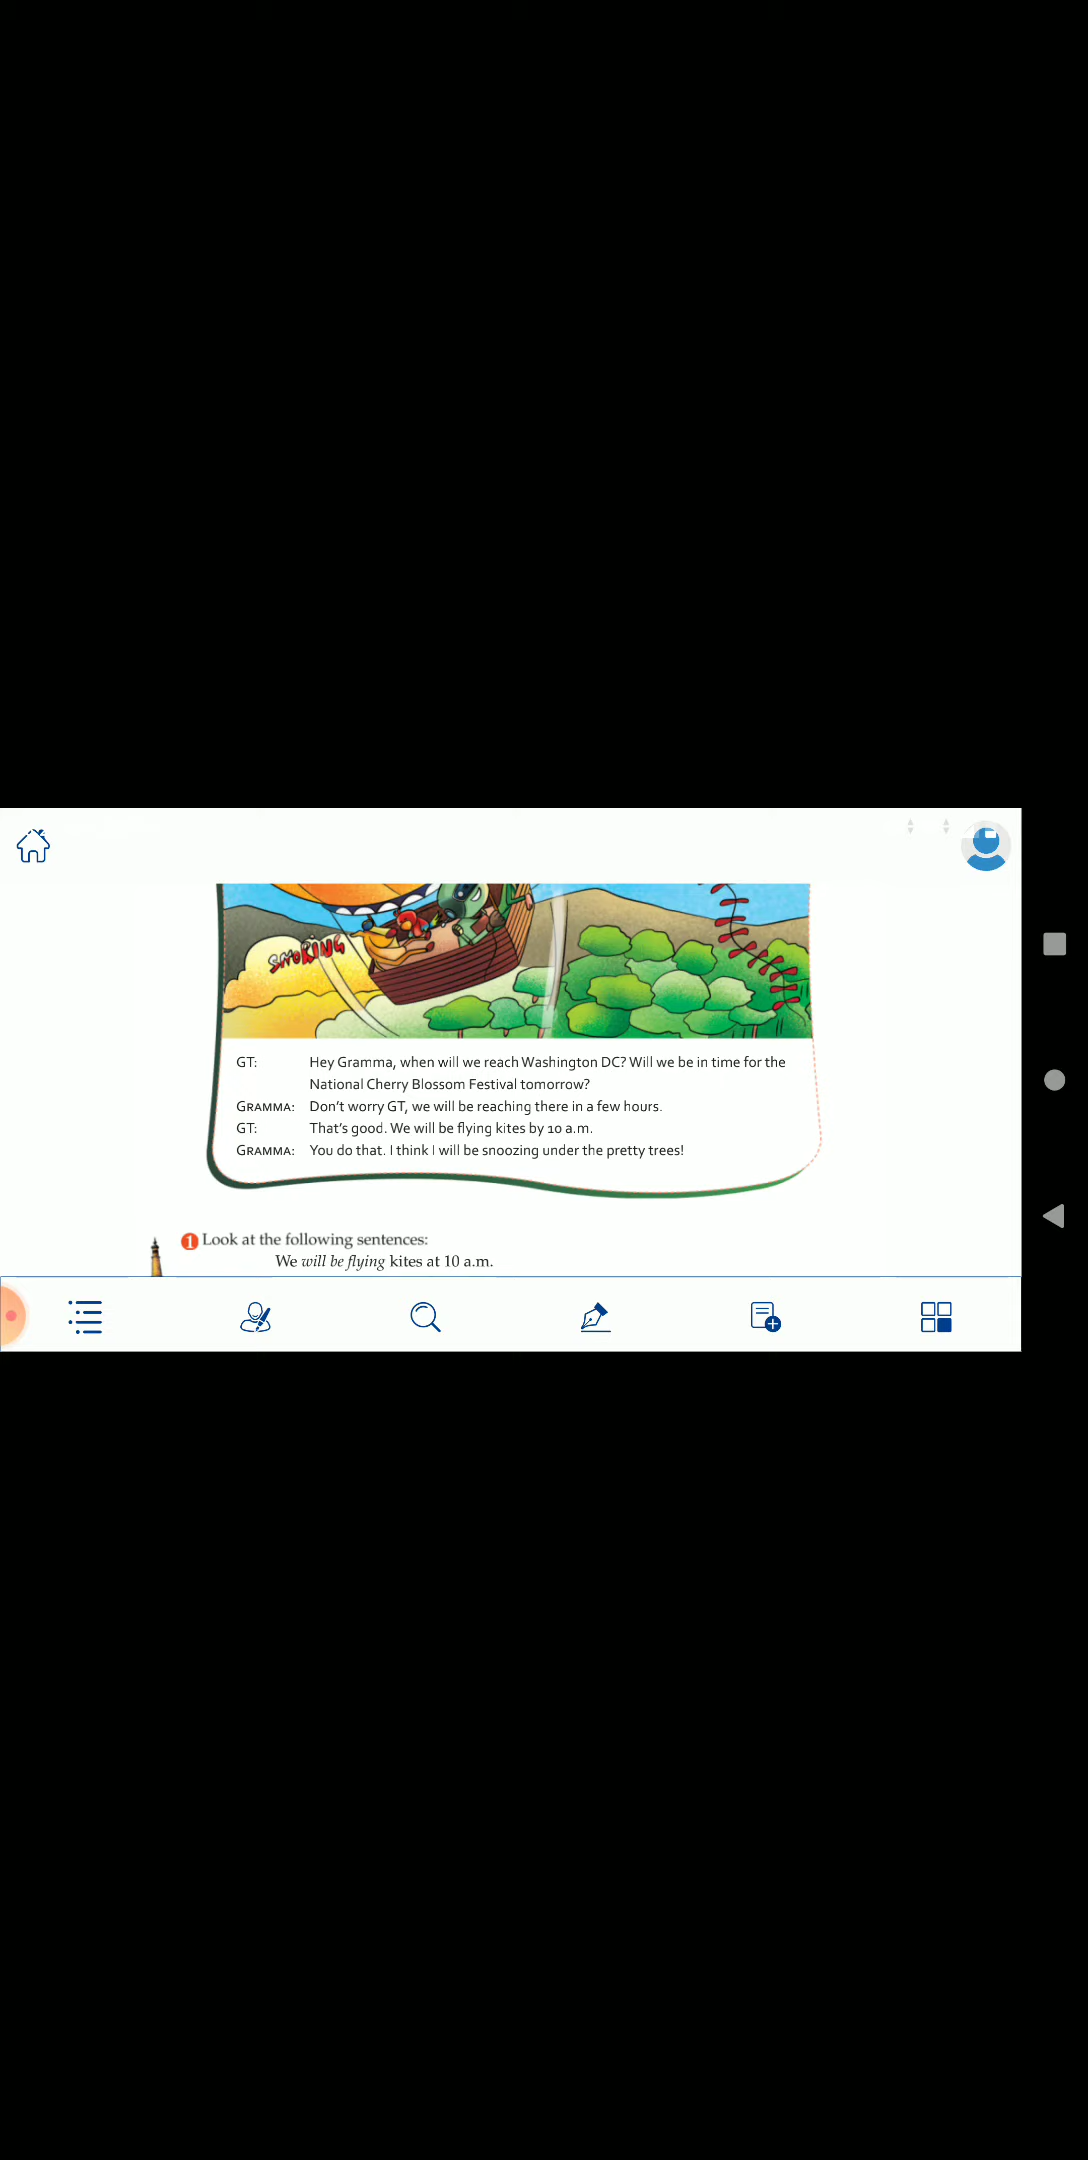 SMOKING
GT: Hey Gramma, when will we reach Washington DC? Will we be in time for the
National Cherry Blossom Festival tomorrow?
GRAMMA: Don't worry GT, we will be reaching there in a few hours.
GT: That's good. We will be flying kites by 10 a.m.
GRAMMA: You do that. I think I will be snoozing under the pretty trees!
1 Look at the following sentences:
We will be flying kites at 10 a.m.